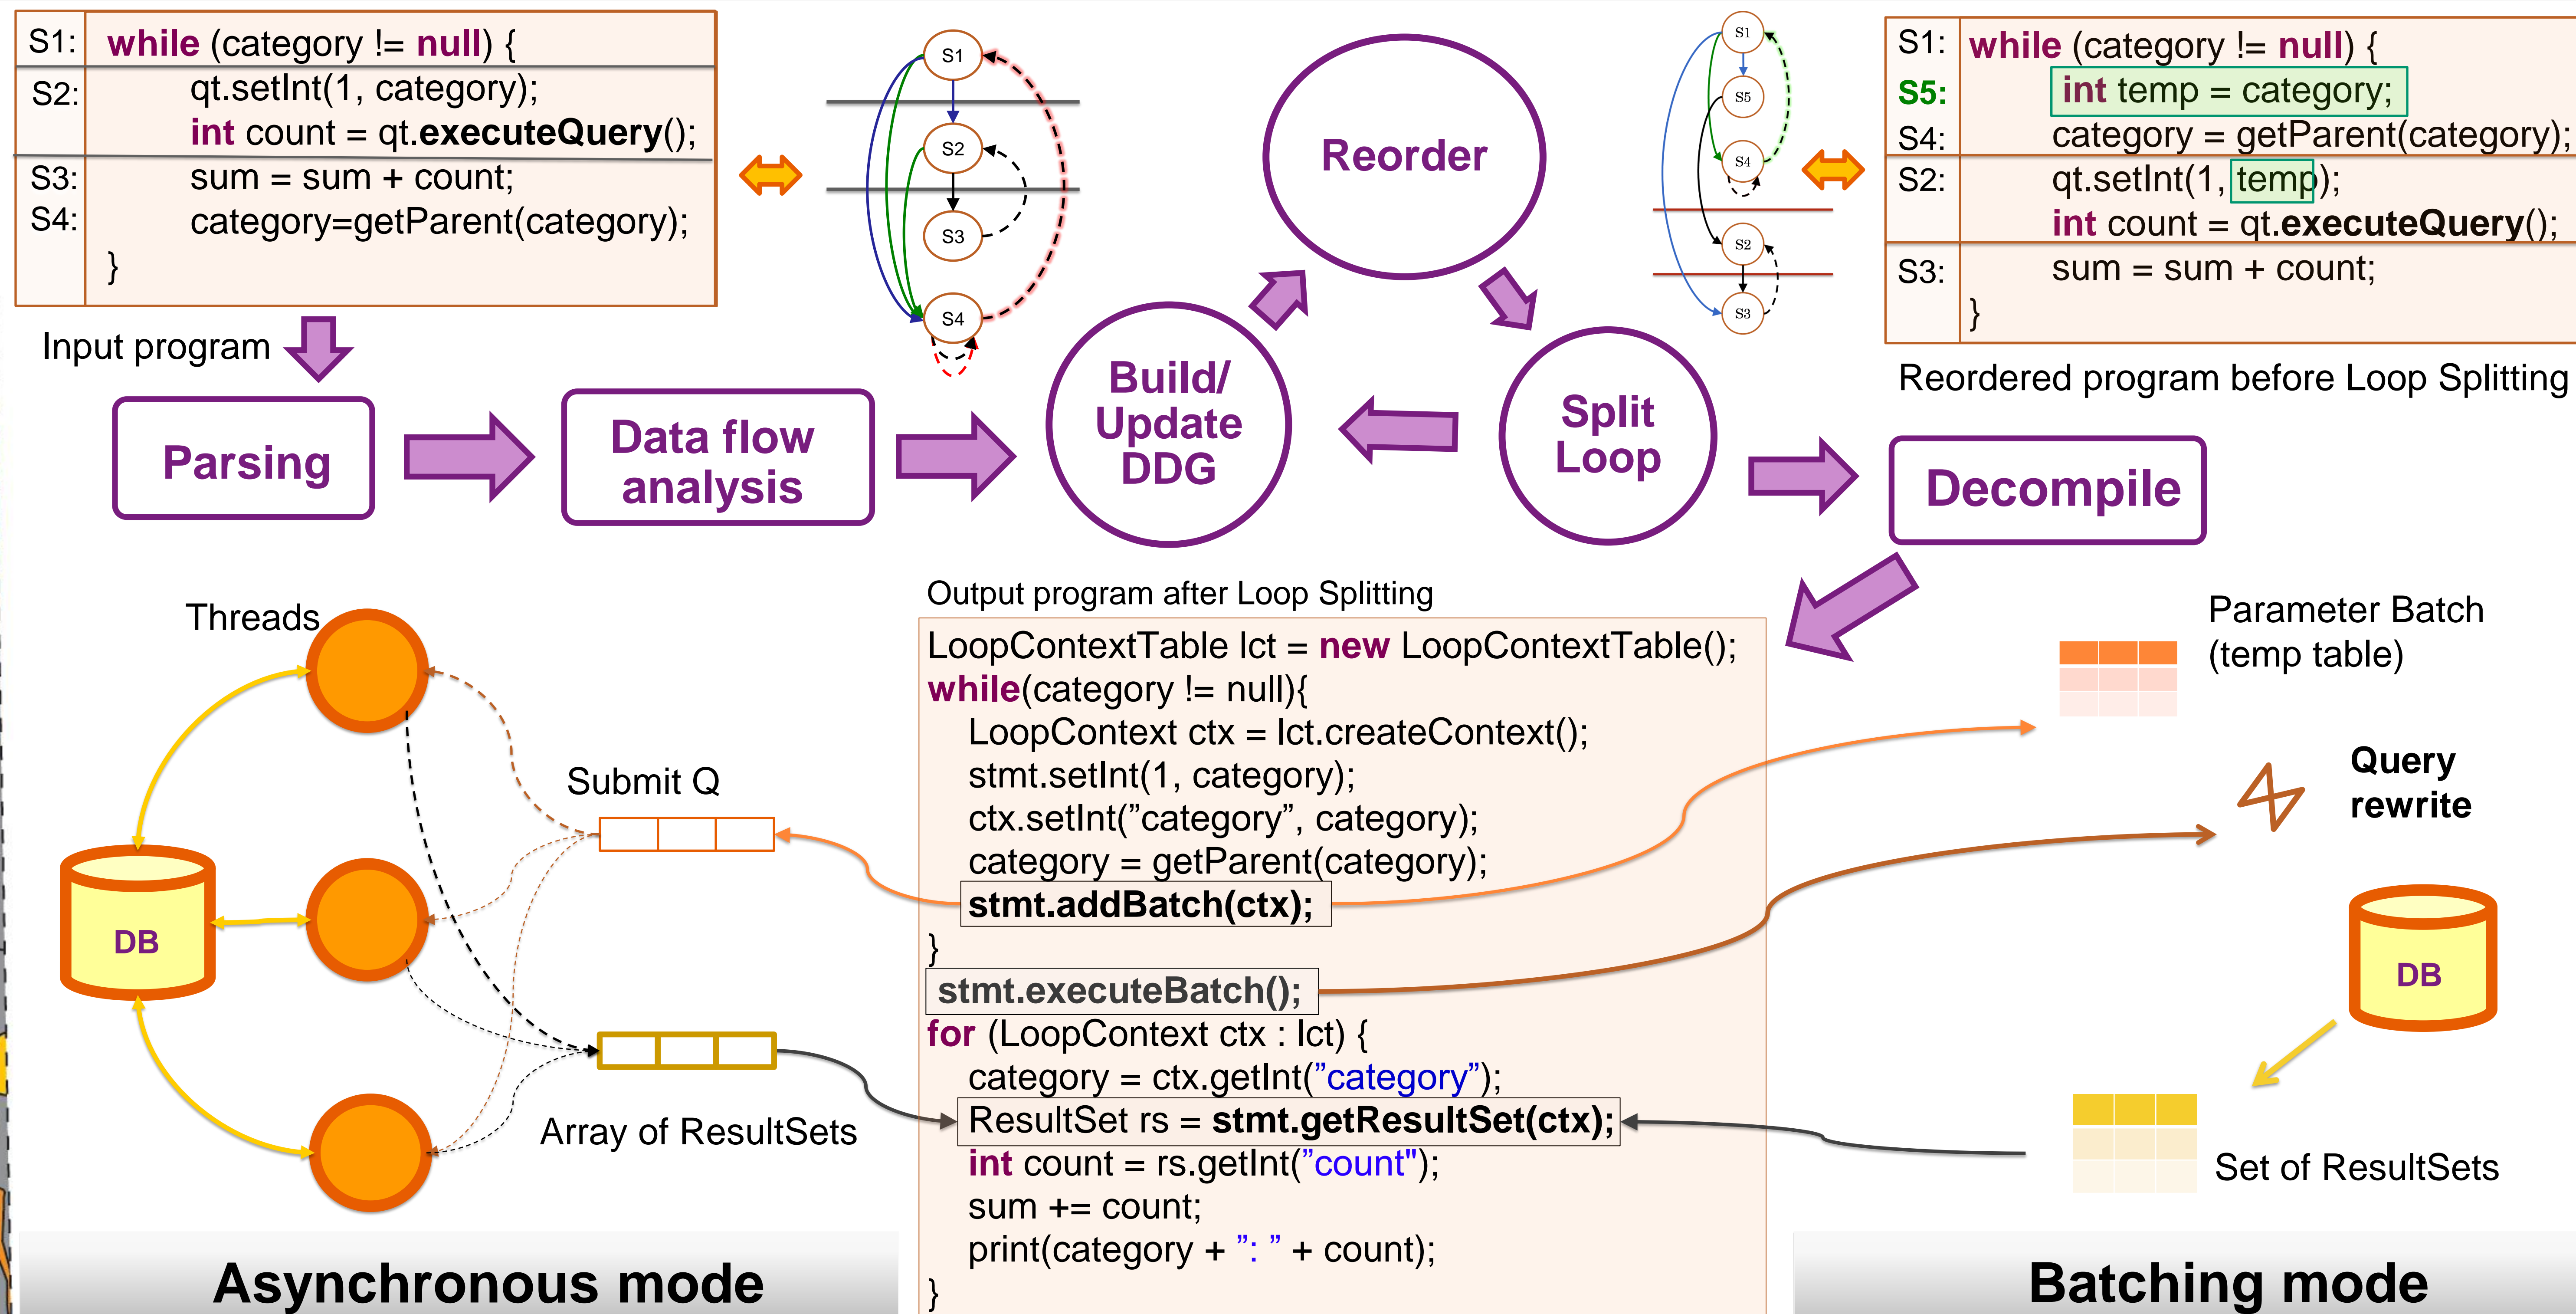 S1: while (category != null) {
S2: qt.setInt(1, category);
int count = qt.executeQuery();
S3: sum = sum + count;
S4: category=getParent(category);
}
Input program
S1
S2
S3
S4
Reorder
S1
S5
S4
S2
S3
S1: while (category != null) {
S5: int temp = category;
S4: category = getParent(category);
S2: qt.setInt(1, temp);
int count = qt.executeQuery();
S3: sum = sum + count;
}
Reordered program before Loop Splitting
Parsing
Data flow
analysis
Build/
Update
DDG
Split
Loop
Decompile
Threads
Submit Q
DB
Array of ResultSets
Asynchronous mode
Output program after Loop Splitting
LoopContextTable lct = new LoopContextTable();
while(category != null){
LoopContext ctx = lct.createContext();
stmt.setInt(1, category);
ctx.setInt(”category”, category);
category = getParent(category);
stmt.addBatch(ctx);
}
stmt.executeBatch();
for (LoopContext ctx : lct) {
category = ctx.getInt(”category”);
ResultSet rs = stmt.getResultSet(ctx);
int count = rs.getInt(”count");
sum += count;
print(category + ”: ” + count);
}
Parameter Batch
(temp table)
Query
rewrite
DB
Set of ResultSets
Batching mode